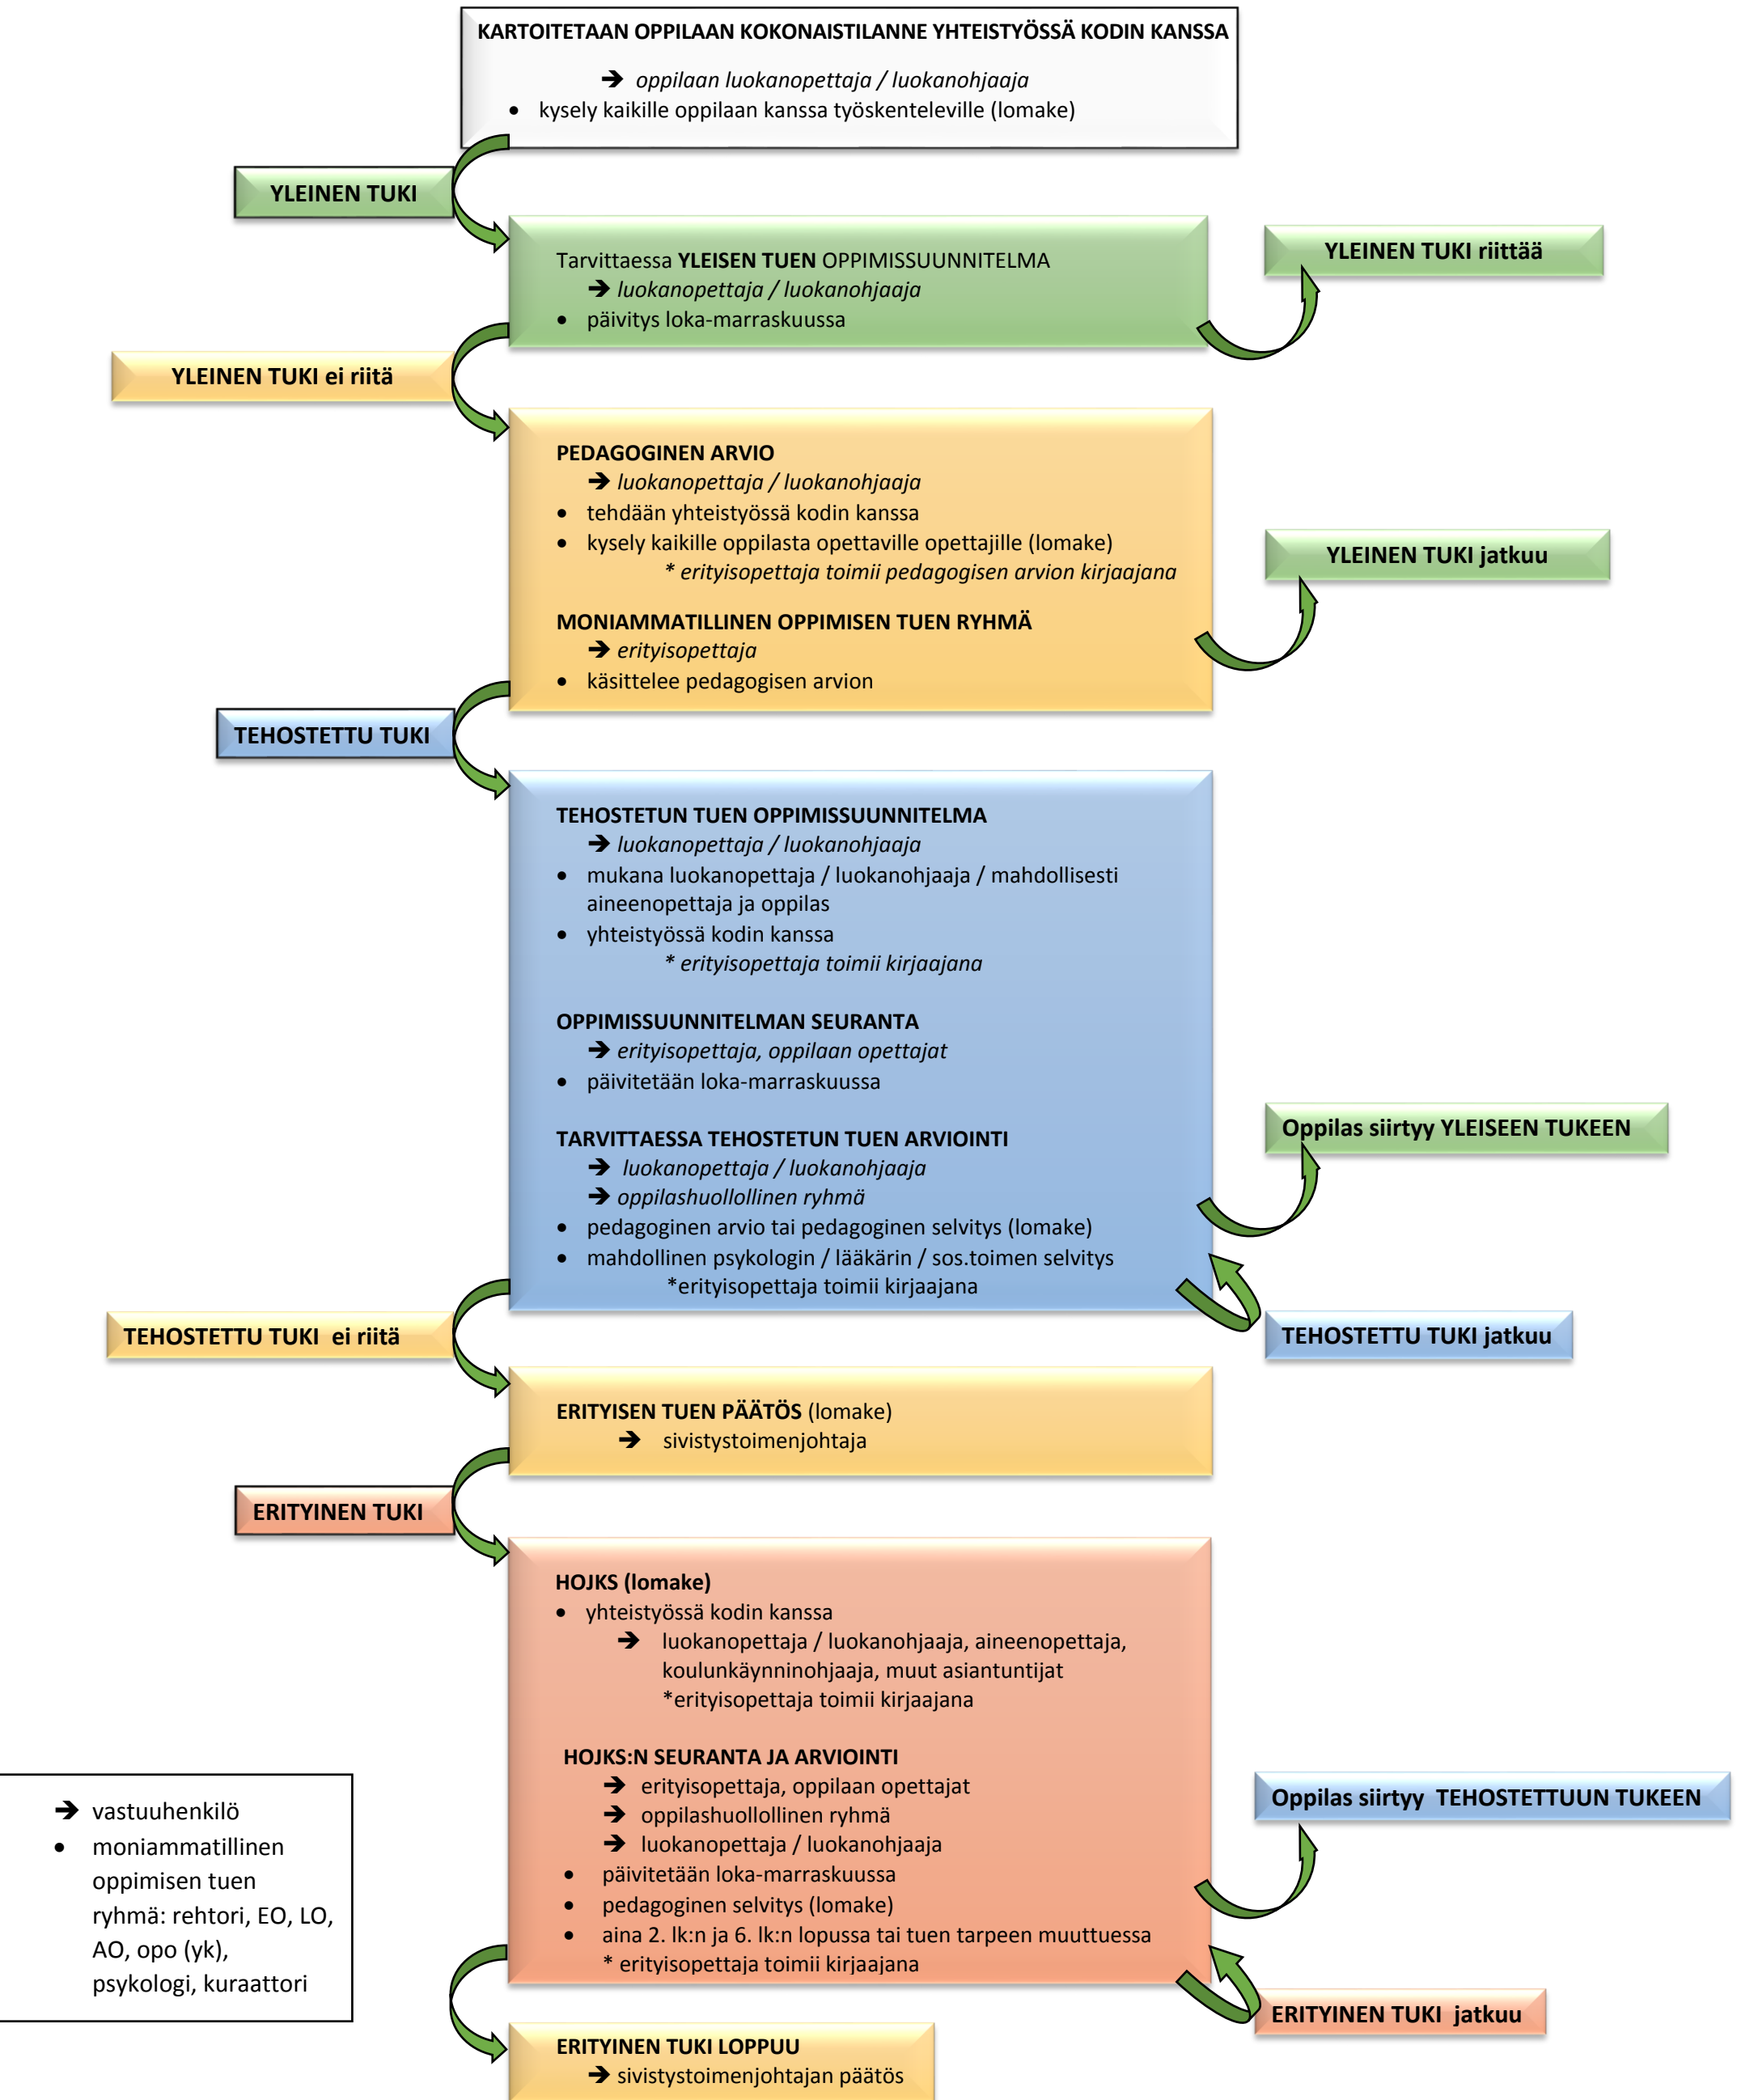 KARTOITETAAN OPPILAAN KOKONAISTILANNE YHTEISTYÖSSÄ KODIN KANSSA
➔ oppilaan luokanopettaja / luokanohjaaja
• kysely kaikille oppilaan kanssa työskenteleville (lomake)
YLEINEN TUKI
Tarvittaessa YLEISEN TUEN OPPIMISSUUNNITELMA
➔ luokanopettaja / luokanohjaaja
• päivitys loka-marraskuussa
YLEINEN TUKI riittää
YLEINEN TUKI ei riitä
PEDAGOGINEN ARVIO
➔ luokanopettaja / luokanohjaaja
• tehdään yhteistyössä kodin kanssa
• kysely kaikille oppilasta opettaville opettajille (lomake)
* erityisopettaja toimii pedagogisen arvion kirjaajana
MONIAMMATILLINEN OPPIMISEN TUEN RYHMÄ
➔ erityisopettaja
• käsittelee pedagogisen arvion
YLEINEN TUKI jatkuu
TEHOSTETTU TUKI
TEHOSTETUN TUEN OPPIMISSUUNNITELMA
➔ luokanopettaja / luokanohjaaja
• mukana luokanopettaja / luokanohjaaja / mahdollisesti
aineenopettaja ja oppilas
• yhteistyössä kodin kanssa
* erityisopettaja toimii kirjaajana
OPPIMISSUUNNITELMAN SEURANTA
➔ erityisopettaja, oppilaan opettajat
• päivitetään loka-marraskuussa
TARVITTAESSA TEHOSTETUN TUEN ARVIOINTI
➔ luokanopettaja / luokanohjaaja
➔ oppilashuollollinen ryhmä
• pedagoginen arvio tai pedagoginen selvitys (lomake)
• mahdollinen psykologin / lääkärin / sos.toimen selvitys
*erityisopettaja toimii kirjaajana
Oppilas siirtyy YLEISEEN TUKEEN
TEHOSTETTU TUKI jatkuu
TEHOSTETTU TUKI ei riitä
ERITYISEN TUEN PÄÄTÖS (lomake)
➔ sivistystoimenjohtaja
ERITYINEN TUKI
HOJKS (lomake)
• yhteistyössä kodin kanssa
➔ luokanopettaja / luokanohjaaja, aineenopettaja,
koulunkäynninohjaaja, muut asiantuntijat
*erityisopettaja toimii kirjaajana
HOJKS:N SEURANTA JA ARVIOINTI
➔ erityisopettaja, oppilaan opettajat
➔ oppilashuollollinen ryhmä
➔ luokanopettaja / luokanohjaaja
• päivitetään loka-marraskuussa
• pedagoginen selvitys (lomake)
• aina 2. lk:n ja 6. lk:n lopussa tai tuen tarpeen muuttuessa
* erityisopettaja toimii kirjaajana
Oppilas siirtyy TEHOSTETTUUN TUKEEN
ERITYINEN TUKI jatkuu
➔ vastuuhenkilö
• moniammatillinen
oppimisen tuen
ryhmä: rehtori, EO, LO,
AO, opo (yk),
psykologi, kuraattori
ERITYINEN TUKI LOPPUU
➔ sivistystoimenjohtajan päätös